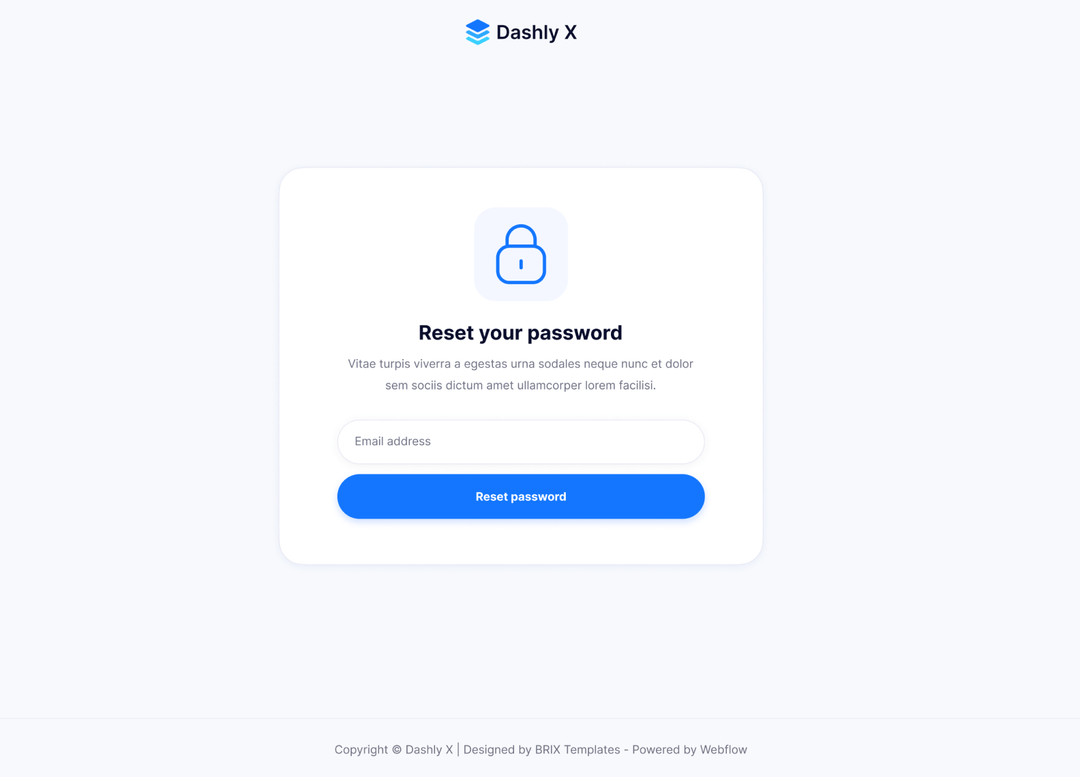 Dashly X
Reset your password
Vitae turpis viverra a egestas urna sodales neque nunc et dolor
sem sociis dictum amet ullamcorper lorem facilisi.
Email address
Reset password
Copyright © Dashly X | Designed by BRIX Templates - Powered by Webflow